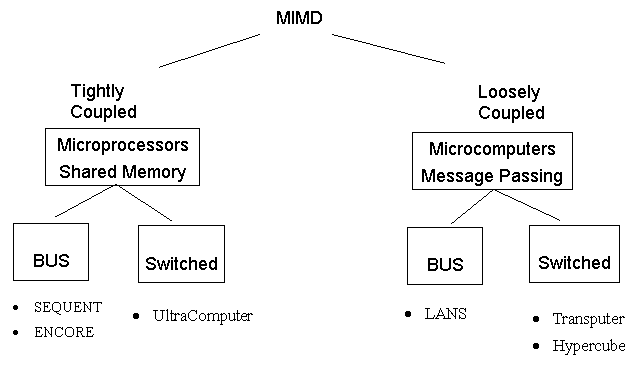 MIMD
Tightly
Coupled
Microprocessors
Shared Memory
BUS
• SEQUENT
• ENCORE
Switched
• UltraComputer
Loosely
Coupled
Microcomputers
Message Passing
BUS
• LANS
Switched
• Transputer
• Hypercube